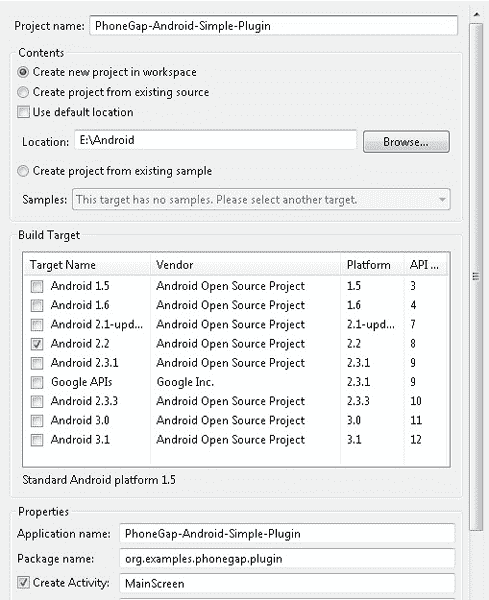 Project name: PhoneGap-Android-Simple-Plugin
Contents
Create new project in workspace
Create project from existing source
Use default location
Location: E:\Android Browse...
Create project from existing sample
Samples: This target has no samples. Please select another target.
Build Target
Target Name Vendor Platform API ...
Android 1.5 Android Open Source Project 1.5 3
Android 1.6 Android Open Source Project 1.6 4
Android 2.1-upd... Android Open Source Project 2.1-upd... 7
Android 2.2 Android Open Source Project 2.2 8
Android 2.3.1 Android Open Source Project 2.3.1 9
Google APIs Google Inc. 2.3.1 9
Android 2.3.3 Android Open Source Project 2.3.3 10
Android 3.0 Android Open Source Project 3.0 11
Android 3.1 Android Open Source Project 3.1 12
Standard Android platform 1.5
Properties
Application name: PhoneGap-Android-Simple-Plugin
Package name: org.examples.phonegap.plugin
Create Activity: MainScreen